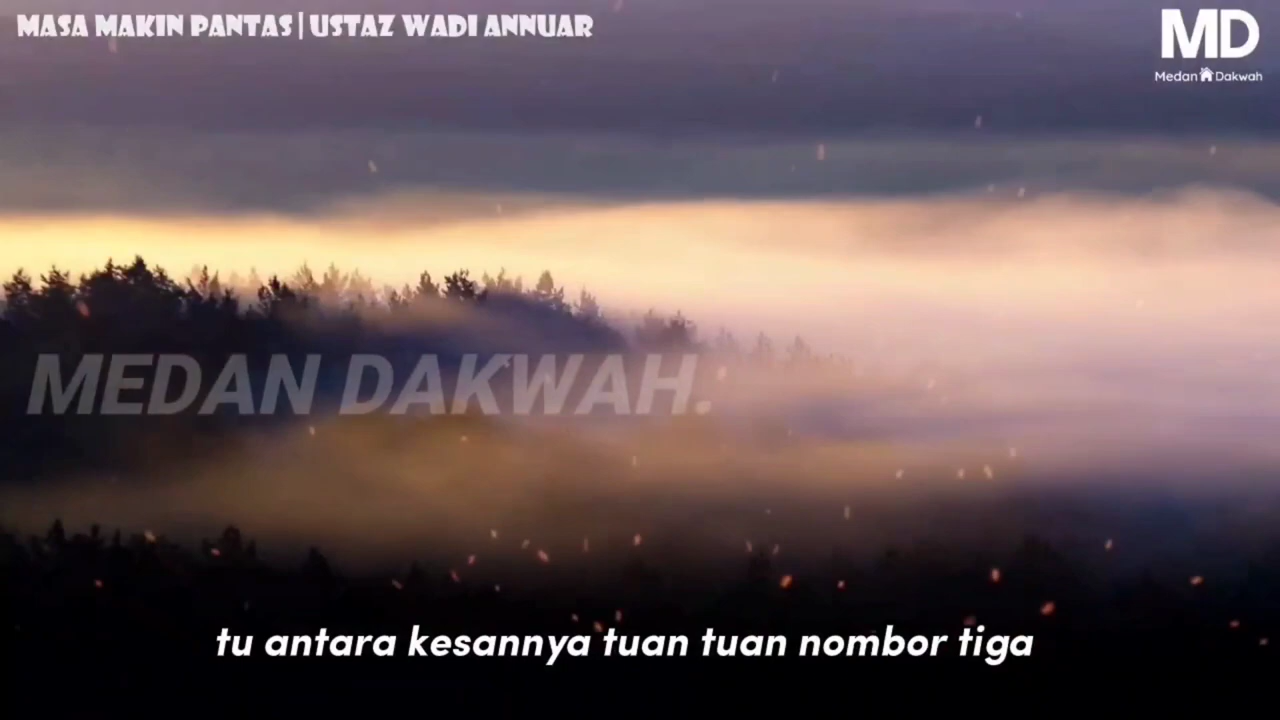 MASA MAKIN PANTAS | USTAZ WADI ANNUAR
MD
Medan Dakwah
MEDAN DAKWAH.
tu antara kesannya tuan tuan nombor tiga